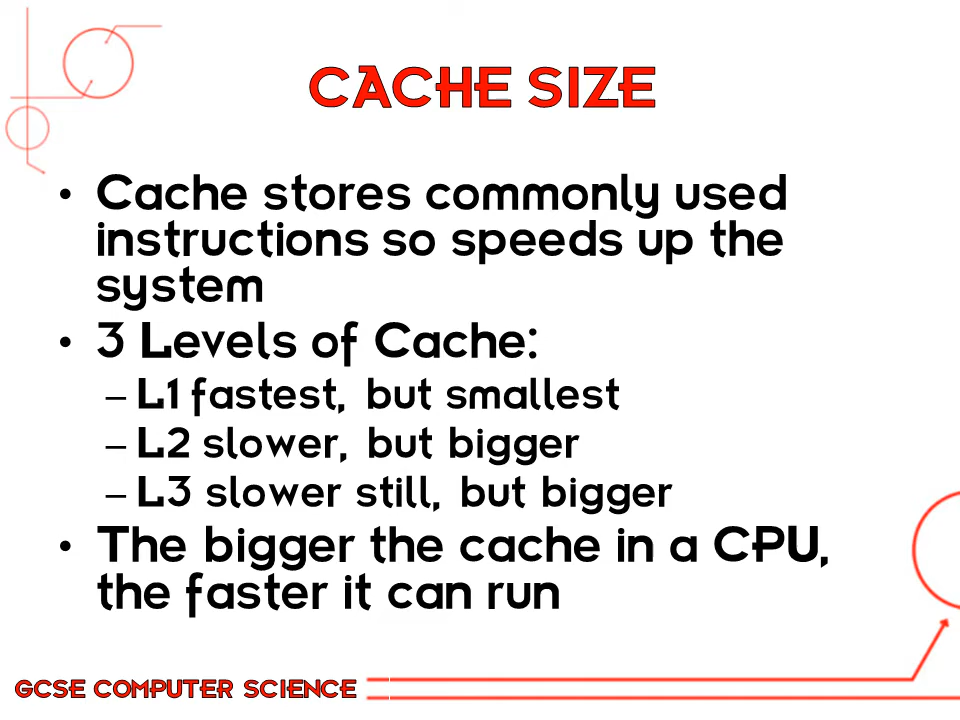 CACHE SIZE
• Cache stores commonly used
instructions so speeds up the
system
• 3 Levels of Cache:
– L1 fastest, but smallest
– L2 slower, but bigger
– L3 slower still, but bigger
• The bigger the cache in a CPU,
the faster it can run
GCSE COMPUTER SCIENCE